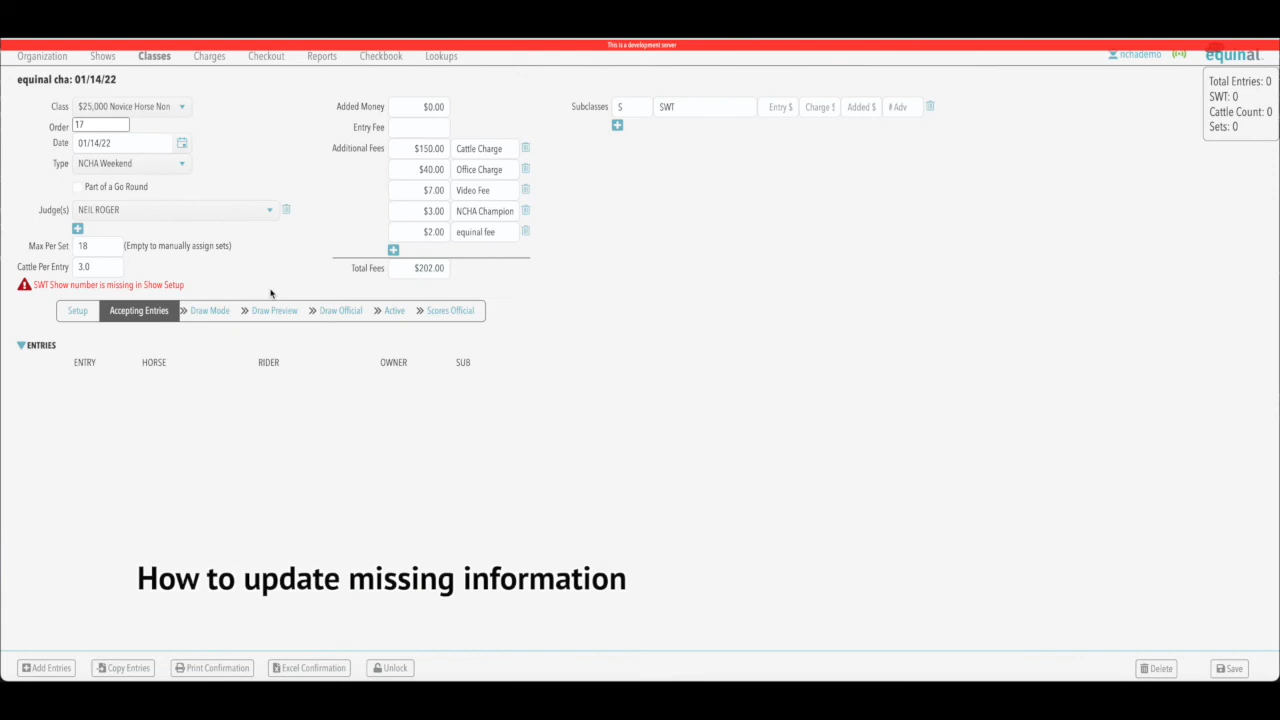 This is a development server
Organization Shows Classes Charges Checkout Reports Checkbook Lookups nchademo equinal
equinal cha: 01/14/22
Total Entries: 0
SWT: 0
Cattle Count: 0
Sets: 0
Class $25,000 Novice Horse Non Added Money $0.00 Subclasses S SWT Entry $ Charge $ Added $ # Adv
Order 17 Entry Fee
Date 01/14/22 Additional Fees $150.00 Cattle Charge
Type NCHA Weekend $40.00 Office Charge
Part of a Go Round $7.00 Video Fee
Judge(s) NEIL ROGER $3.00 NCHA Champion
$2.00 equinal fee
Max Per Set 18 (Empty to manually assign sets)
Cattle Per Entry 3.0 Total Fees $202.00
SWT Show number is missing in Show Setup
Setup Accepting Entries Draw Mode Draw Preview Draw Official Active Scores Official
ENTRIES
ENTRY HORSE RIDER OWNER SUB
How to update missing information
Add Entries Copy Entries Print Confirmation Excel Confirmation Unlock Delete Save